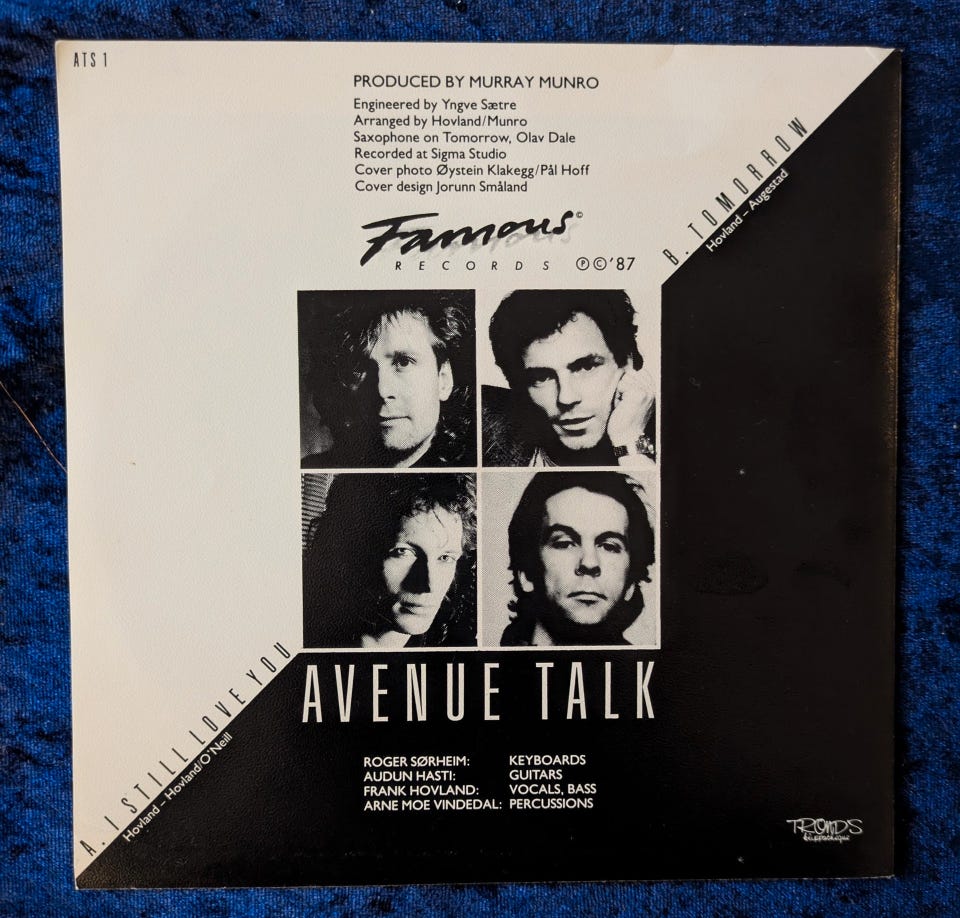 ATS 1
PRODUCED BY MURRAY MUNRO
Engineered by Yngve Sætre
Arranged by Hovland/Munro
Saxophone on Tomorrow, Olav Dale
Recorded at Sigma Studio
Cover photo Øystein Klakegg/Pål Hoff
Cover design Jorunn Småland
Famous©
RECORDS ℗©'87
B. TOMORROW
Hovland – Augestad
A. I STILL LOVE YOU
Hovland – Hovland/O'Neill
AVENUE TALK
ROGER SØRHEIM: KEYBOARDS
AUDUN HASTI: GUITARS
FRANK HOVLAND: VOCALS, BASS
ARNE MOE VINDEDAL: PERCUSSIONS
TRONDS